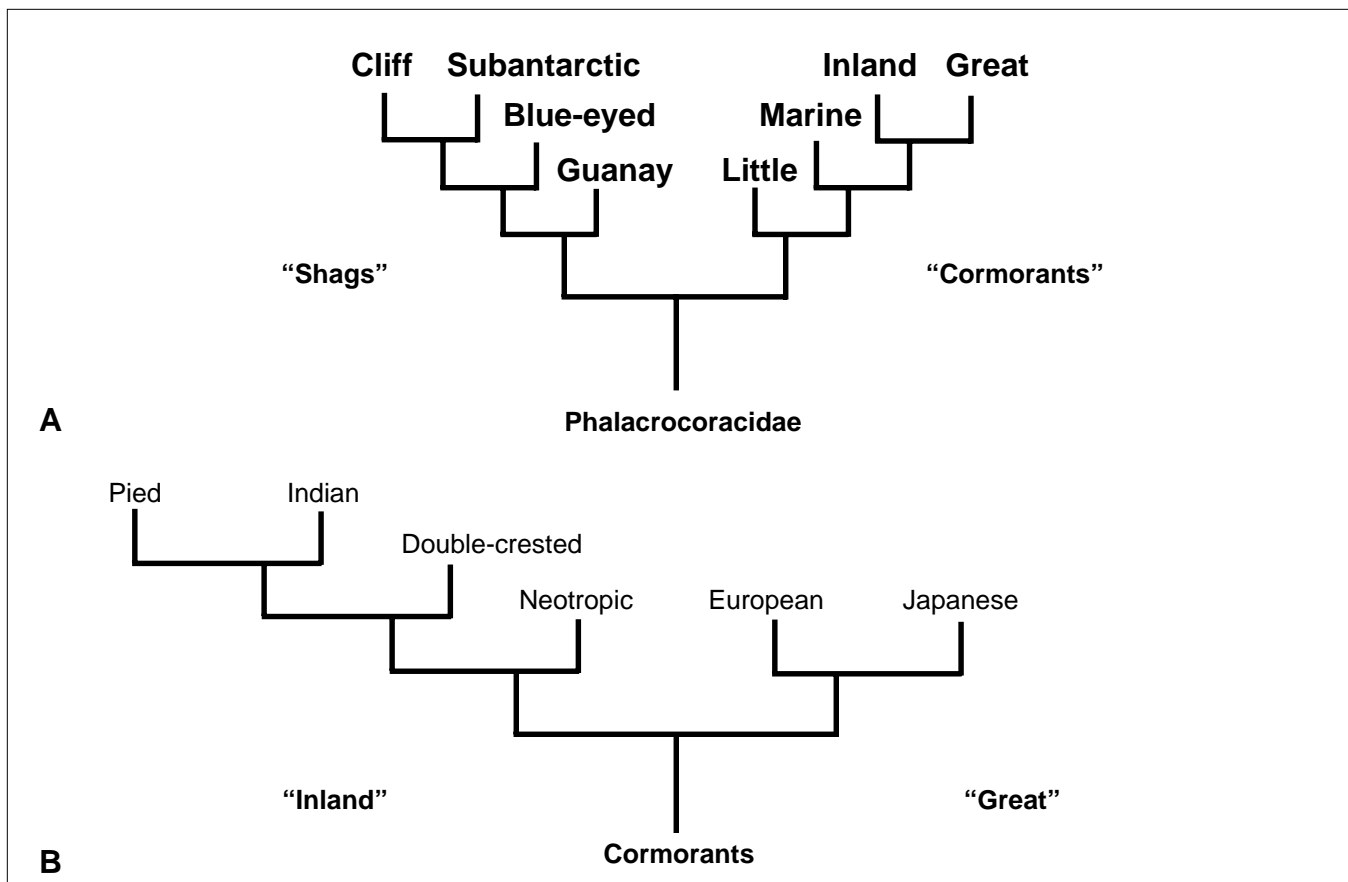 Cliff Subantarctic Inland Great
Blue-eyed Marine
Guanay Little
“Shags” “Cormorants”
A
Phalacrocoracidae
Pied Indian
Double-crested
Neotropic European Japanese
“Inland” “Great”
Cormorants
B